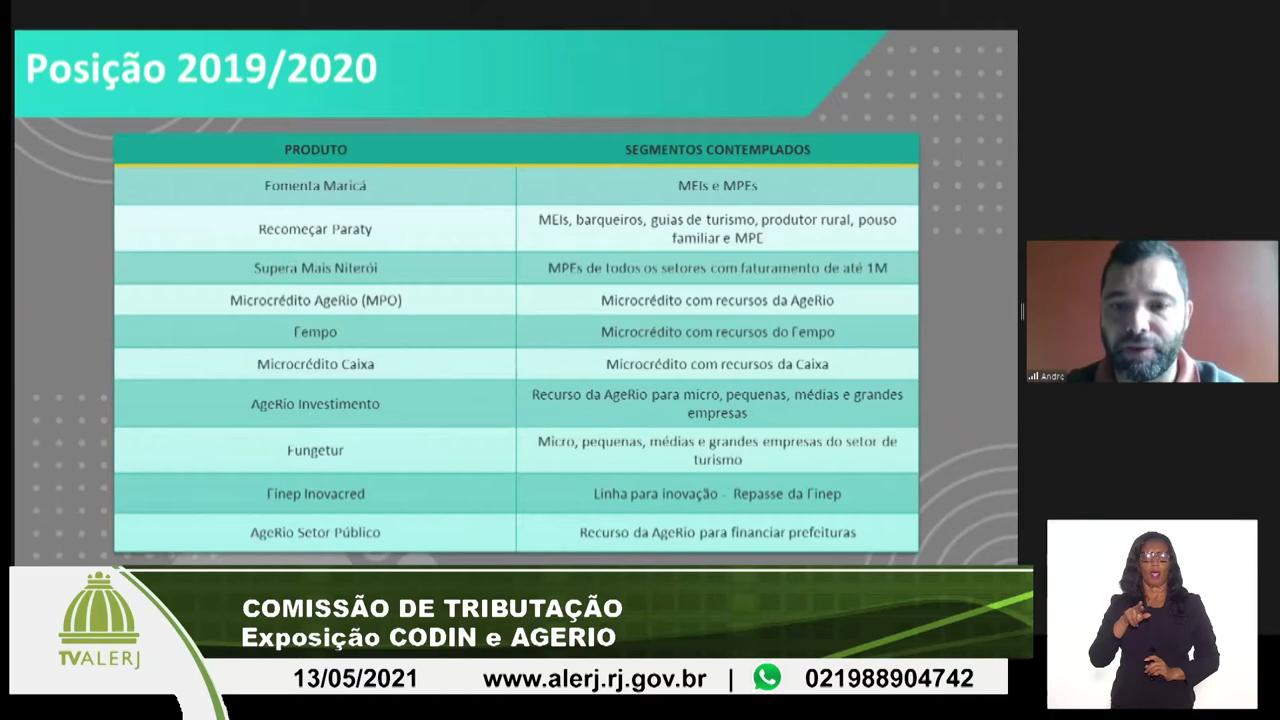 Posição 2019/2020
PRODUTO
SEGMENTOS CONTEMPLADOS
Fomenta Maricá
MEIs e MPEs
Recomeçar Paraty
MEIs, barqueiros, guias de turismo, produtor rural, pouso
familiar e MPE
Supera Mais Niterói
MPEs de todos os setores com faturamento de até 1M
Microcrédito AgeRio (MPO)
Microcrédito com recursos da AgeRio
Fempo
Microcrédito com recursos do Fempo
Microcrédito Caixa
Microcrédito com recursos da Caixa
AgeRio Investimento
Recurso da AgeRio para micro, pequenas, médias e grandes
empresas
Fungetur
Micro, pequenas, médias e grandes empresas do setor de
turismo
Finep Inovacred
Linha para inovação - Repasse da Finep
AgeRio Setor Público
Recurso da AgeRio para financiar prefeituras
Andre
COMISSÃO DE TRIBUTAÇÃO
Exposição CODIN e AGERIO
TVALERJ
13/05/2021 www.alerj.rj.gov.br | 021988904742